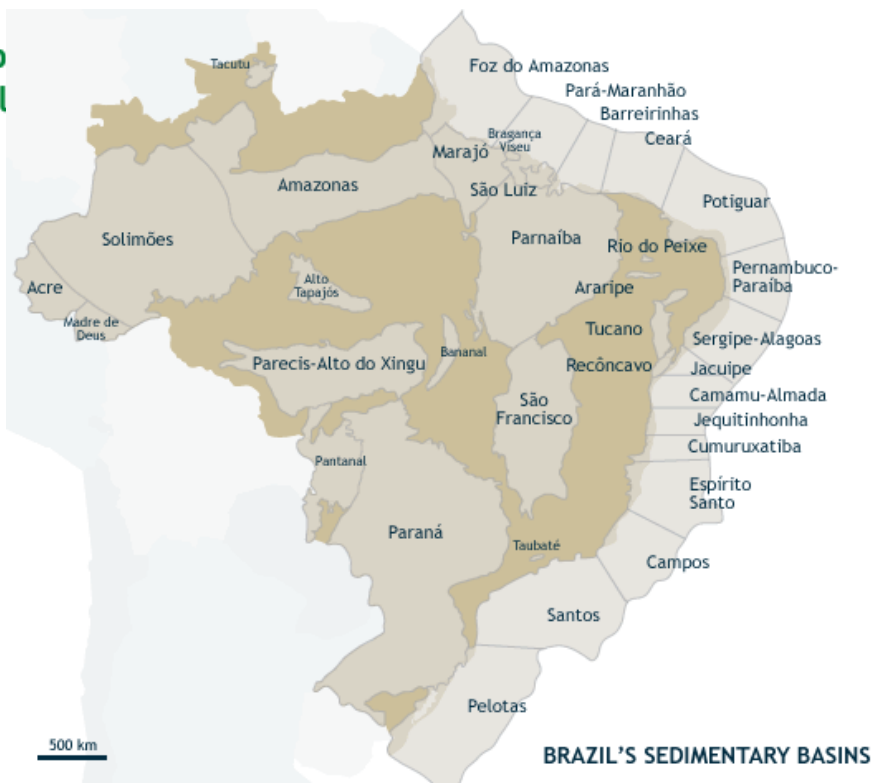 Tacutu
Foz do Amazonas
Pará-Maranhão
Barreirinhas
Ceará
Bragança
Viseu
Marajó
São Luiz
Amazonas
Potiguar
Solimões
Parnaíba
Rio do Peixe
Pernambuco-
Paraíba
Acre
Alto
Tapajós
Araripe
Madre de
Deus
Tucano
Sergipe-Alagoas
Bananal
Parecis-Alto do Xingu
Recôncavo
Jacuipe
Camamu-Almada
São
Francisco
Jequitinhonha
Cumuruxatiba
Pantanal
Espírito
Santo
Paraná
Taubaté
Campos
Santos
Pelotas
500 km
BRAZIL'S SEDIMENTARY BASINS